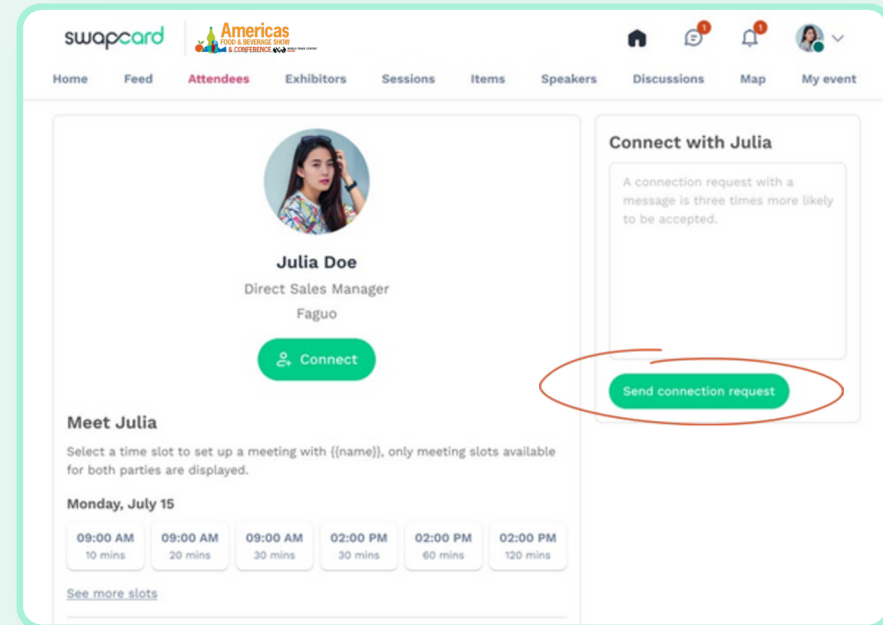 swapcard
Americas
FOOD & BEVERAGE SHOW
& CONFERENCE
1
1
Home Feed Attendees Exhibitors Sessions Items Speakers Discussions Map My event
Julia Doe
Direct Sales Manager
Faguo
Connect
Meet Julia
Select a time slot to set up a meeting with {{name}}, only meeting slots available
for both parties are displayed.
Monday, July 15
09:00 AM 09:00 AM 09:00 AM 02:00 PM 02:00 PM 02:00 PM
10 mins 20 mins 30 mins 30 mins 60 mins 120 mins
See more slots
Connect with Julia
A connection request with a
message is three times more likely
to be accepted.
Send connection request